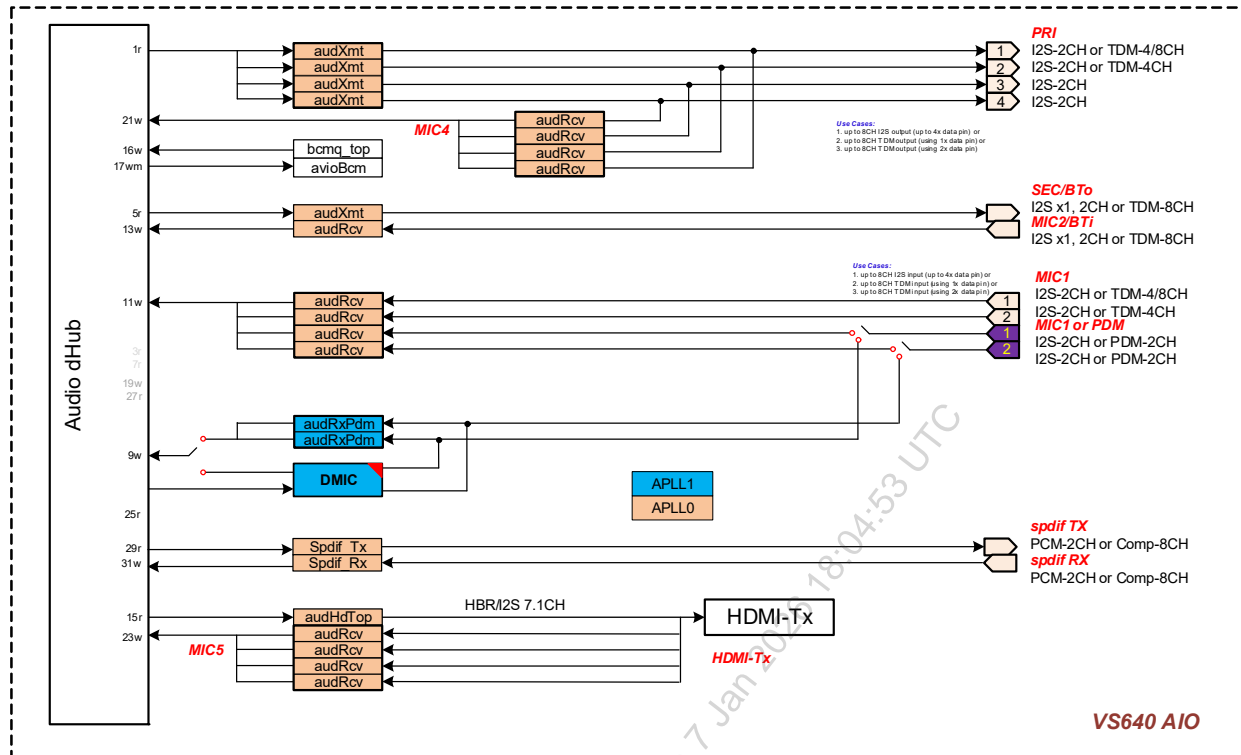 Audio dHub
1r
audXmt
audXmt
audXmt
audXmt
PRI
1
I2S-2CH or TDM-4/8CH
2
I2S-2CH or TDM-4CH
3
I2S-2CH
4
I2S-2CH
21w
MIC4
audRcv
audRcv
audRcv
audRcv
Use Cases:
1. up to 8CH I2S output (up to 4x data pin) or
2. up to 8CH TDM output (using 1x data pin) or
3. up to 8CH TDM output (using 2x data pin)
16w
bcmq_top
17wm
avioBcm
SEC/BTo
5r
audXmt
I2S x1, 2CH or TDM-8CH
13w
audRcv
MIC2/BTi
I2S x1, 2CH or TDM-8CH
Use Cases:
1. up to 8CH I2S input (up to 4x data pin) or
2. up to 8CH TDM input (using 1x data pin) or
3. up to 8CH TDM input (using 2x data pin)
MIC1
11w
audRcv
audRcv
audRcv
audRcv
1
I2S-2CH or TDM-4/8CH
2
I2S-2CH or TDM-4CH
MIC1 or PDM
1
I2S-2CH or PDM-2CH
2
I2S-2CH or PDM-2CH
3r
7r
19w
27r
audRxPdm
audRxPdm
9w
DMIC
APLL1
APLL0
25r
spdif TX
29r
Spdif_Tx
PCM-2CH or Comp-8CH
31w
Spdif_Rx
spdif RX
PCM-2CH or Comp-8CH
HBR/I2S 7.1CH
15r
audHdTop
HDMI-Tx
23w
MIC5
audRcv
audRcv
audRcv
audRcv
HDMI-Tx
7 Jan 2026 18:04:53 UTC
VS640 AIO